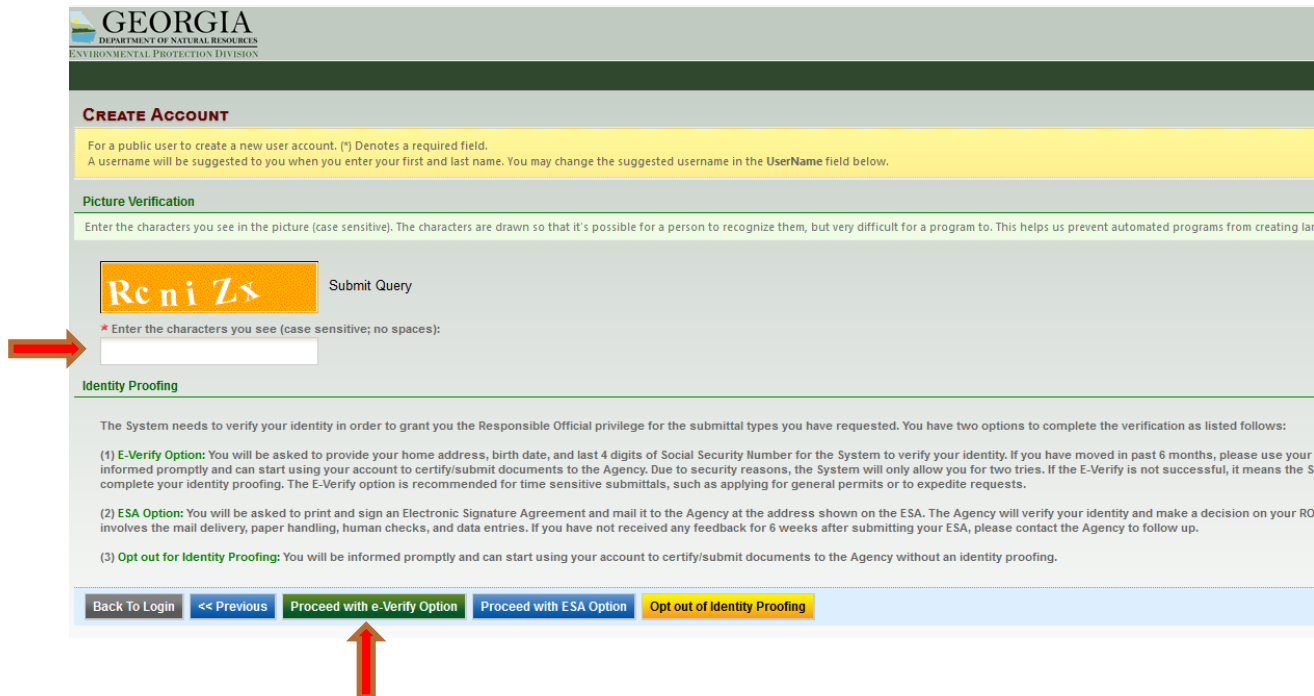 GEORGIA
DEPARTMENT OF NATURAL RESOURCES
ENVIRONMENTAL PROTECTION DIVISION
CREATE ACCOUNT
For a public user to create a new user account. (*) Denotes a required field.
A username will be suggested to you when you enter your first and last name. You may change the suggested username in the UserName field below.
Picture Verification
Enter the characters you see in the picture (case sensitive). The characters are drawn so that it's possible for a person to recognize them, but very difficult for a program to. This helps us prevent automated programs from creating lar
Rcni Zx Submit Query
* Enter the characters you see (case sensitive; no spaces):
Identity Proofing
The System needs to verify your identity in order to grant you the Responsible Official privilege for the submittal types you have requested. You have two options to complete the verification as listed follows:
(1) E-Verify Option: You will be asked to provide your home address, birth date, and last 4 digits of Social Security Number for the System to verify your identity. If you have moved in past 6 months, please use your
informed promptly and can start using your account to certify/submit documents to the Agency. Due to security reasons, the System will only allow you for two tries. If the E-Verify is not successful, it means the S
complete your identity proofing. The E-Verify option is recommended for time sensitive submittals, such as applying for general permits or to expedite requests.
(2) ESA Option: You will be asked to print and sign an Electronic Signature Agreement and mail it to the Agency at the address shown on the ESA. The Agency will verify your identity and make a decision on your RO
involves the mail delivery, paper handling, human checks, and data entries. If you have not received any feedback for 6 weeks after submitting your ESA, please contact the Agency to follow up.
(3) Opt out for Identity Proofing: You will be informed promptly and can start using your account to certify/submit documents to the Agency without an identity proofing.
Back To Login << Previous Proceed with e-Verify Option Proceed with ESA Option Opt out of Identity Proofing